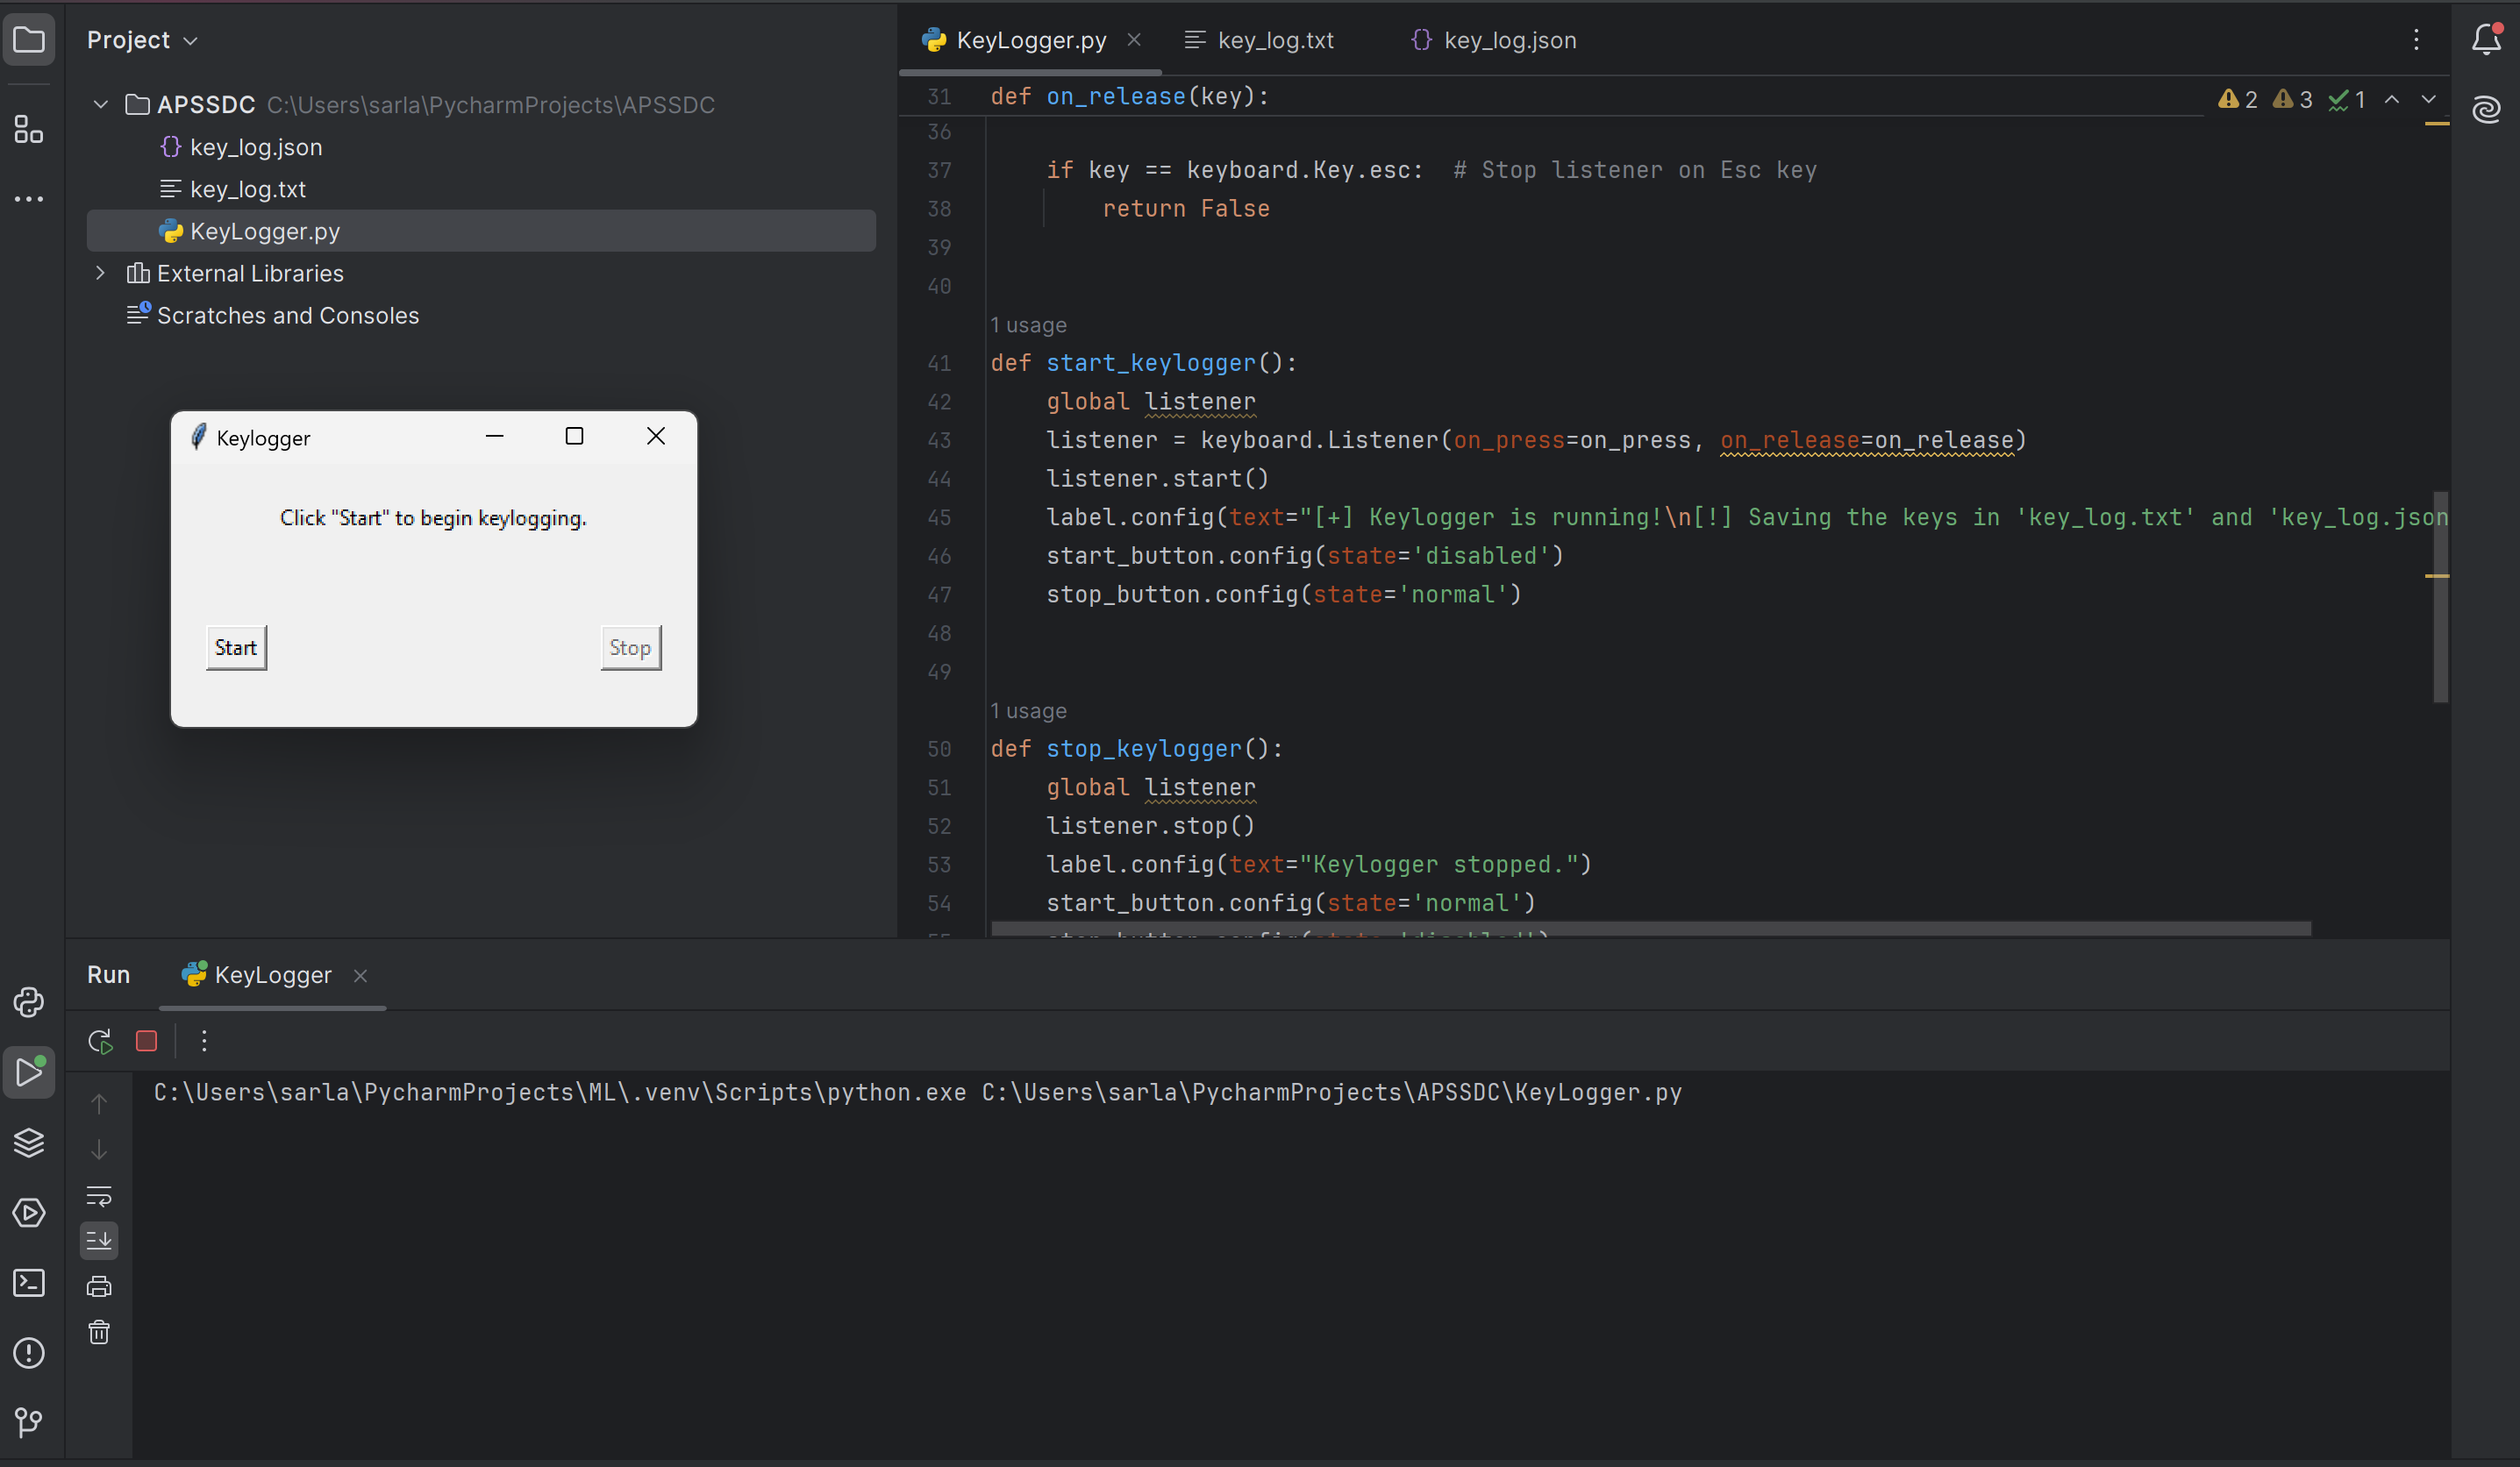 Project
APSSDC C:\Users\sarla\PycharmProjects\APSSDC
key_log.json
key_log.txt
KeyLogger.py
External Libraries
Scratches and Consoles
Keylogger
Click "Start" to begin keylogging.
Start
Stop
KeyLogger.py
key_log.txt
{} key_log.json
31 def on_release(key):
2 3 1
36
37 if key == keyboard.Key.esc:  # Stop listener on Esc key
38 return False
39
40
1 usage
41 def start_keylogger():
42 global listener
43 listener = keyboard.Listener(on_press=on_press, on_release=on_release)
44 listener.start()
45 label.config(text="[+] Keylogger is running!\n[!] Saving the keys in 'key_log.txt' and 'key_log.json
46 start_button.config(state='disabled')
47 stop_button.config(state='normal')
48
49
1 usage
50 def stop_keylogger():
51 global listener
52 listener.stop()
53 label.config(text="Keylogger stopped.")
54 start_button.config(state='normal')
Run
KeyLogger
C:\Users\sarla\PycharmProjects\ML\.venv\Scripts\python.exe C:\Users\sarla\PycharmProjects\APSSDC\KeyLogger.py